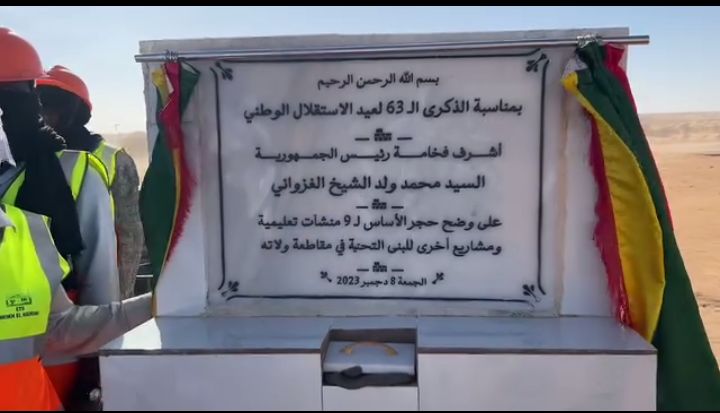 بسم الله الرحمن الرحيم
بمناسبة الذكرى الـ 63 لعيد الاستقلال الوطني
أشرف فخامة رئيس الجمهورية
السيد محمد ولد الشيخ الغزواني
على وضع حجر الأساس لـ 9 منشآت تعليمية
ومشاريع أخرى للبنى التحتية في مقاطعة ولاته
الجمعة 8 دجمبر 2023
ETS